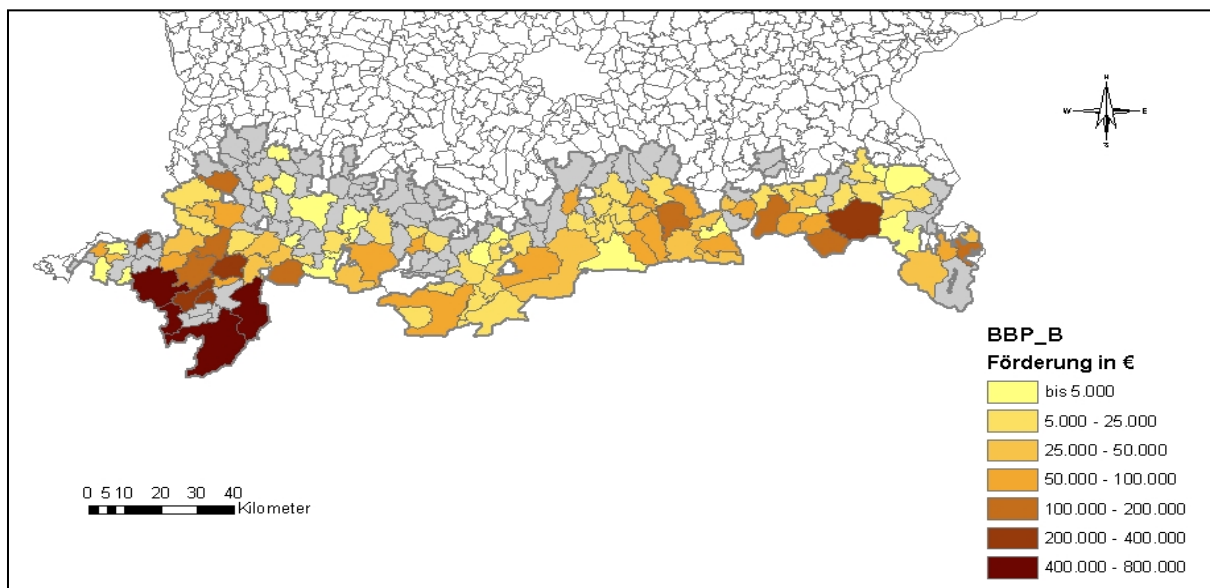 N
W E
S
BBP_B
Förderung in €
bis 5.000
5.000 - 25.000
25.000 - 50.000
50.000 - 100.000
100.000 - 200.000
200.000 - 400.000
400.000 - 800.000
0 5 10 20 30 40
Kilometer